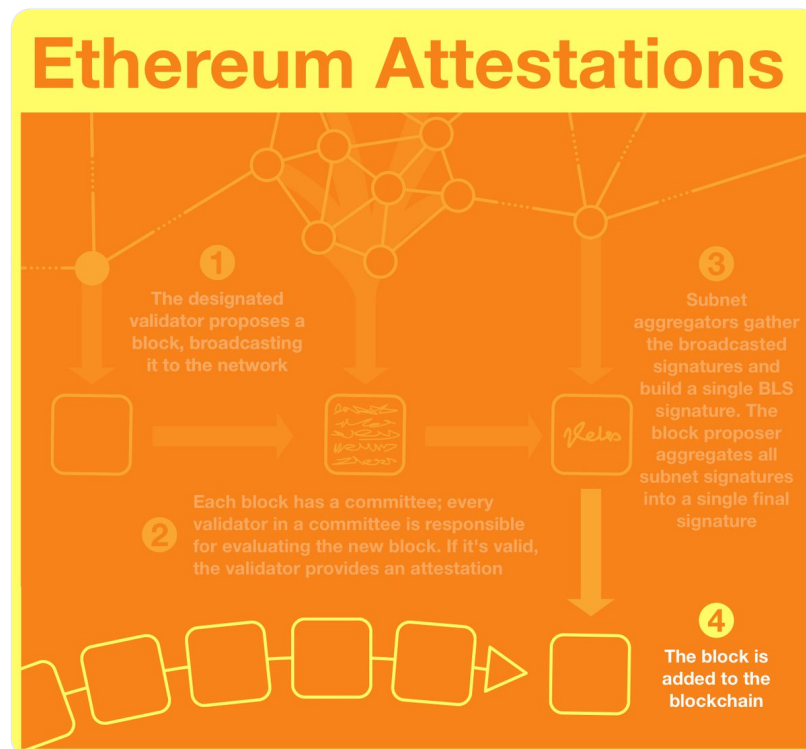 Ethereum Attestations
1
The designated
validator proposes a
block, broadcasting
it to the network
2
Each block has a committee; every
validator in a committee is responsible
for evaluating the new block. If it's valid,
the validator provides an attestation
3
Subnet
aggregators gather
the broadcasted
signatures and
build a single BLS
signature. The
block proposer
aggregates all
subnet signatures
into a single final
signature
4
The block is
added to the
blockchain